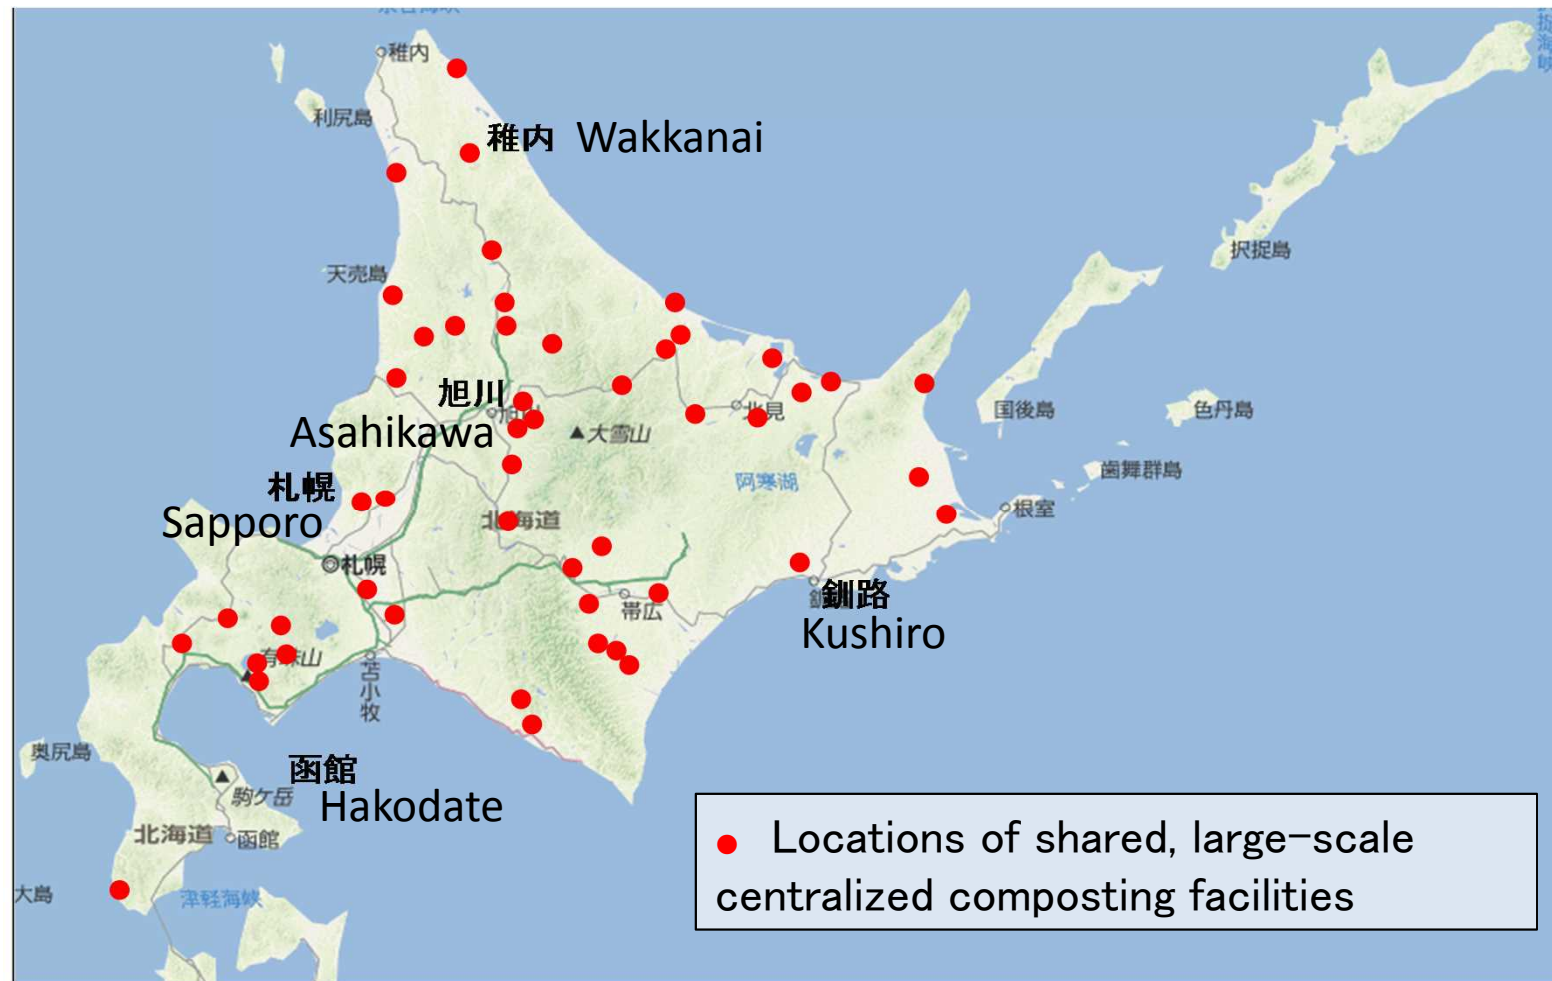 稚内
利尻島
稚内 Wakkanai
天売島
択捉島
旭川
Asahikawa
北見
国後島
色丹島
大雪山
札幌
Sapporo
阿寒湖
歯舞群島
根室
北海道
札幌
帯広
釧路
Kushiro
有珠山
苫小牧
奥尻島
函館
駒ケ岳
Hakodate
北海道
函館
大島
津軽海峡
Locations of shared, large-scale
centralized composting facilities